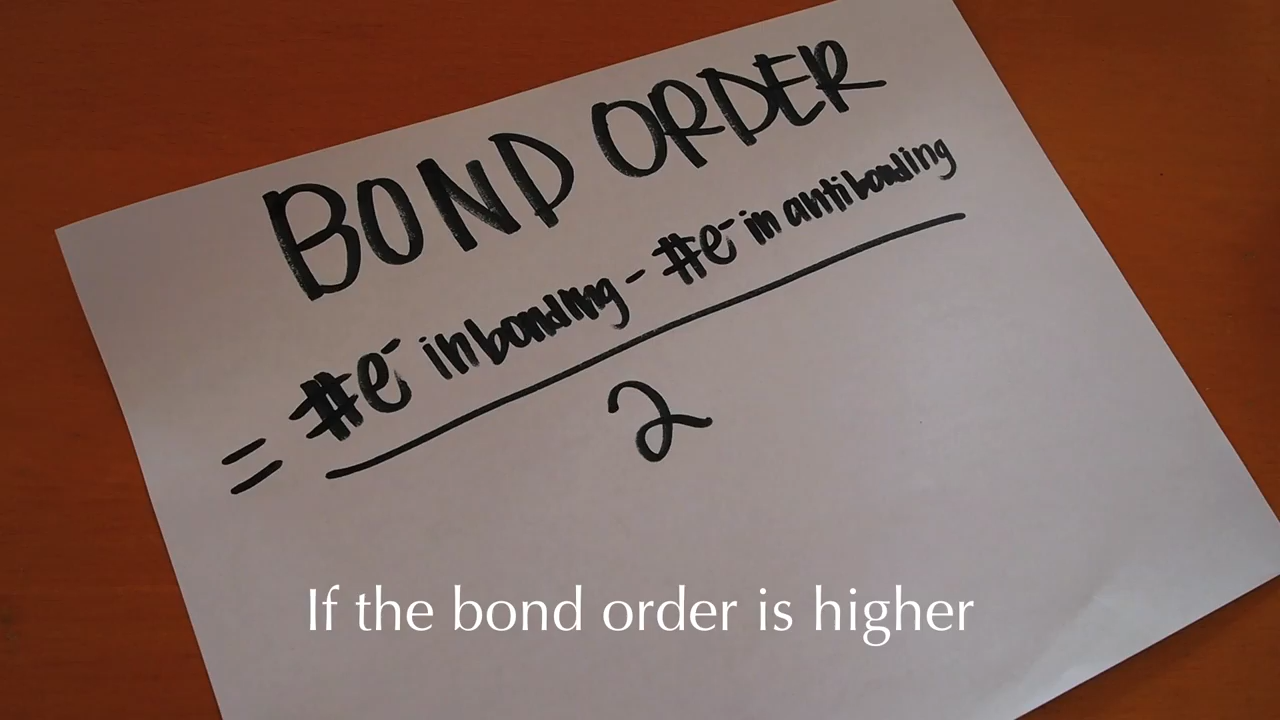 BOND ORDER
= #e⁻ in bonding - #e⁻ in antibonding
2
If the bond order is higher